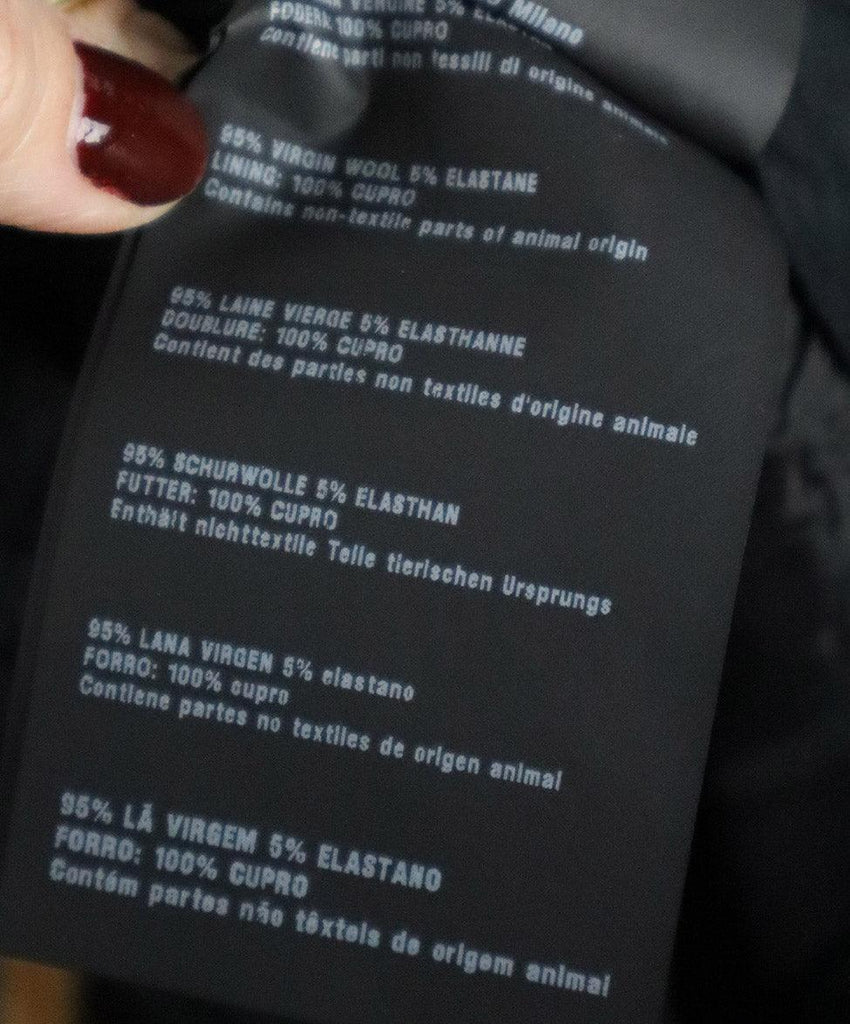 Milano
5%
FODERA 100% CUPRO
Contiene parti non tessili di origine animale
95% VIRGIN WOOL 5% ELASTANE
LINING: 100% CUPRO
Contains non-textile parts of animal origin
95% LAINE VIERGE 5% ELASTHANNE
DOUBLURE: 100% CUPRO
Contient des parties non textiles d'origine animale
95% SCHURWOLLE 5% ELASTHAN
FUTTER: 100% CUPRO
Enthält nichttextile Teile tierischen Ursprungs
95% LANA VIRGEN 5% elastano
FORRO: 100% cupro
Contiene partes no textiles de origen animal
95% LÃ VIRGEM 5% ELASTANO
FORRO: 100% CUPRO
Contém partes não têxteis de origem animal